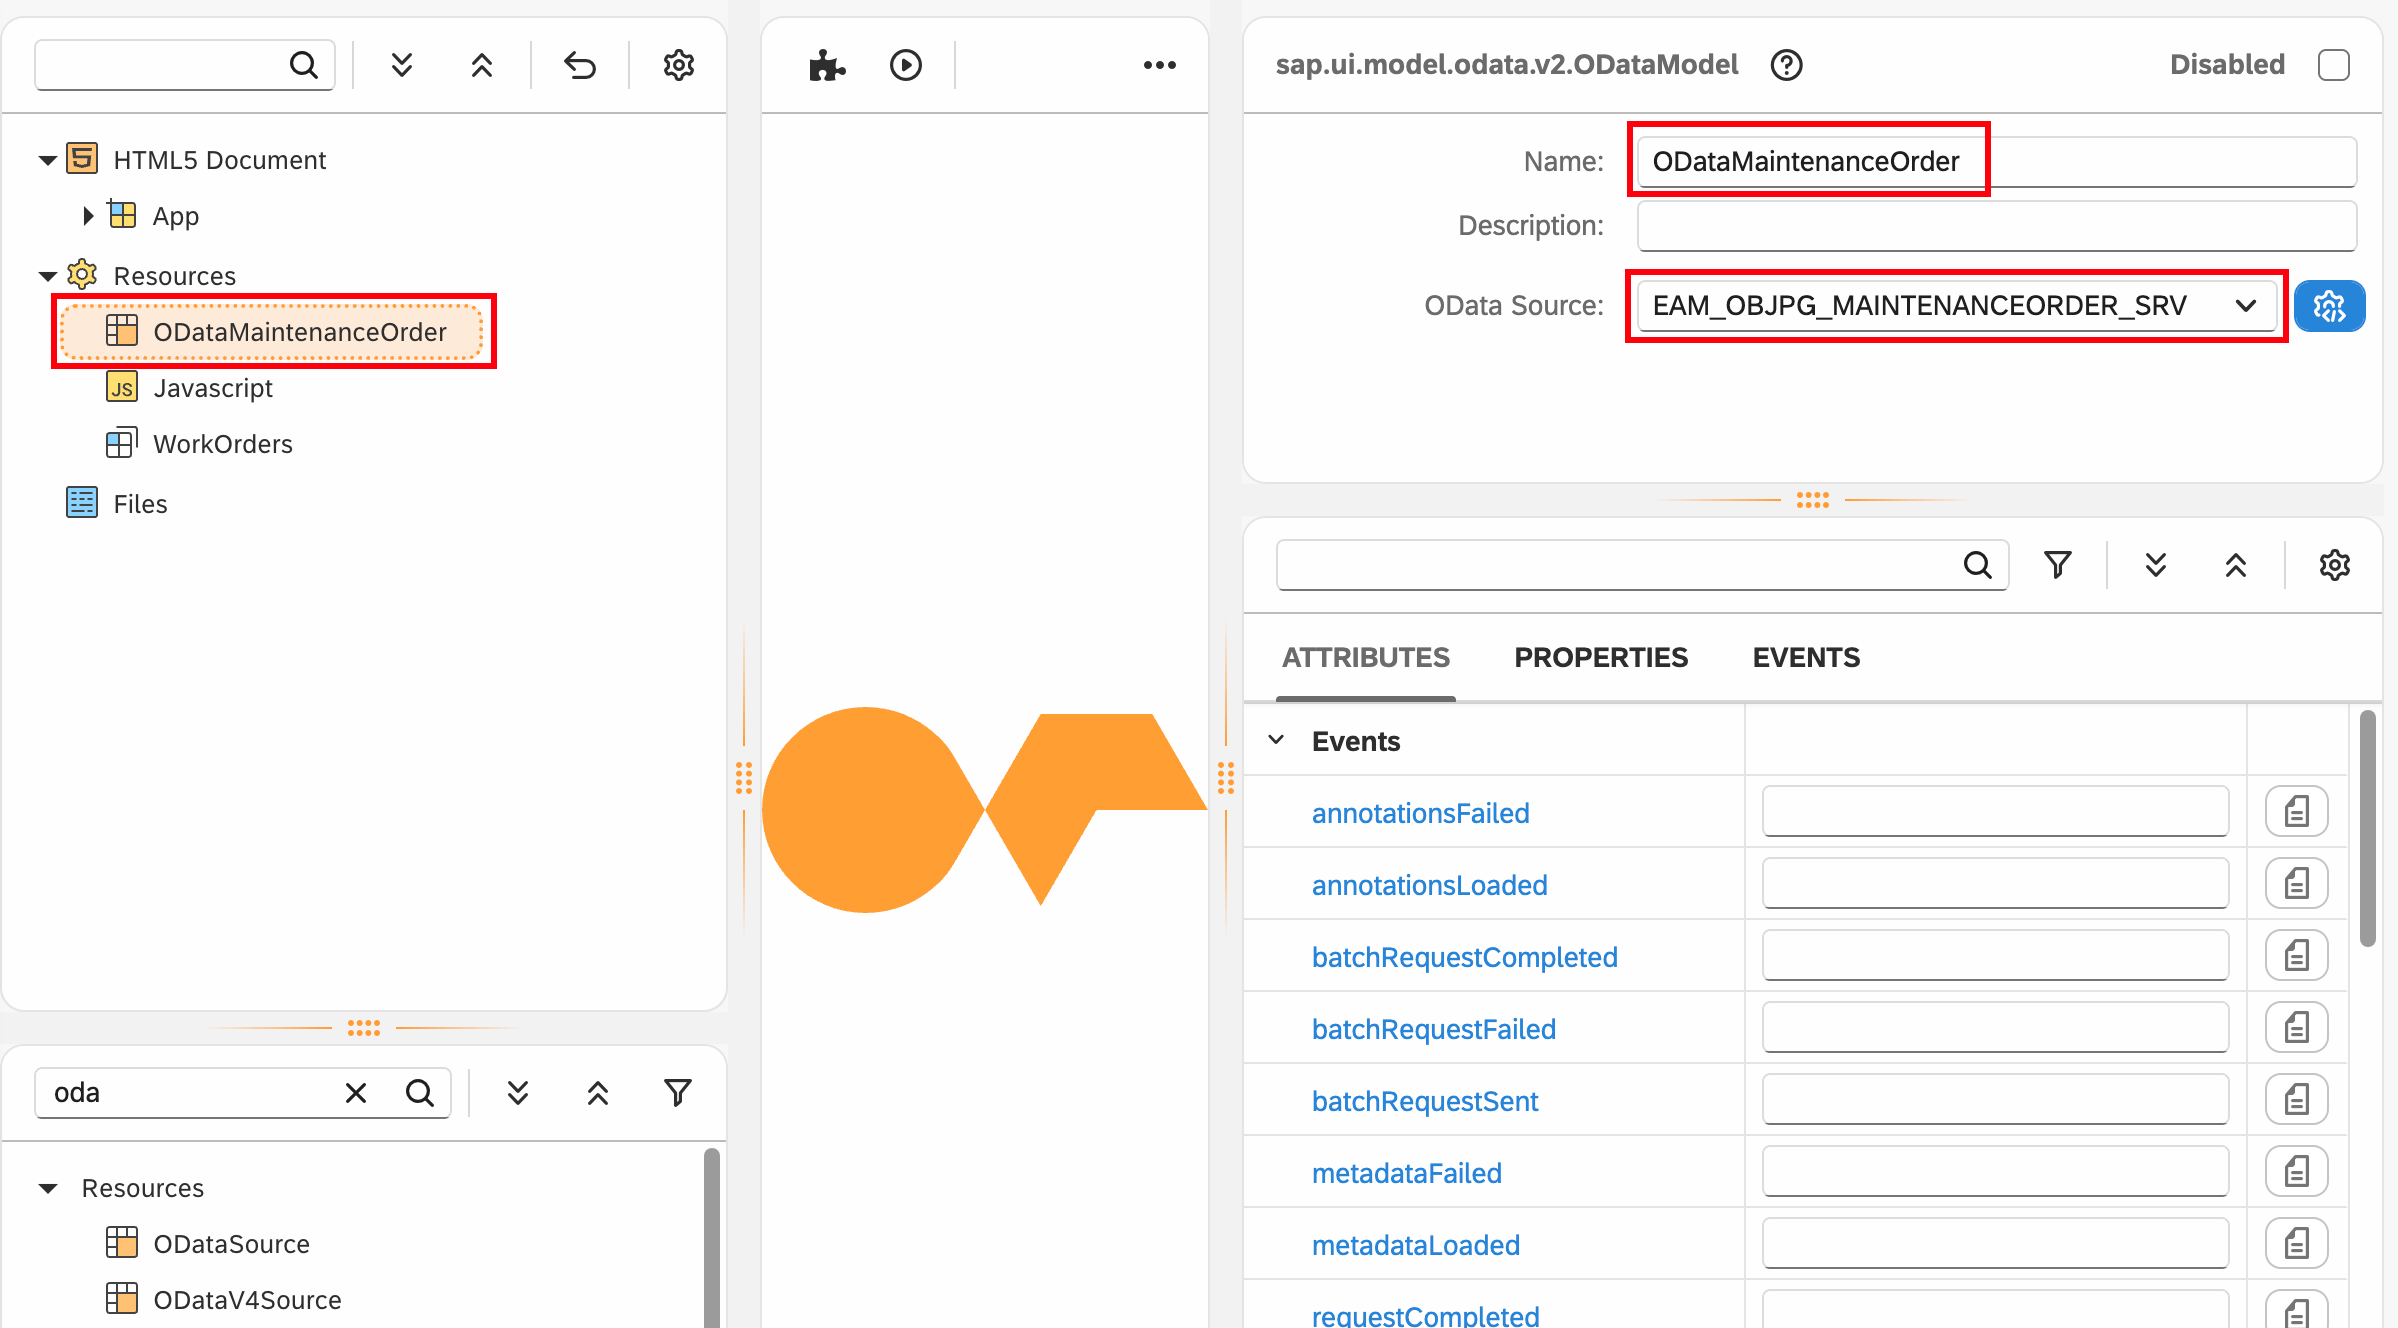 HTML5 Document
App
Resources
ODataMaintenanceOrder
JS Javascript
WorkOrders
Files
oda
Resources
ODataSource
ODataV4Source
sap.ui.model.odata.v2.ODataModel
Disabled
Name: ODataMaintenanceOrder
Description:
OData Source: EAM_OBJPG_MAINTENANCEORDER_SRV
ATTRIBUTES PROPERTIES EVENTS
Events
annotationsFailed
annotationsLoaded
batchRequestCompleted
batchRequestFailed
batchRequestSent
metadataFailed
metadataLoaded
requestCompleted